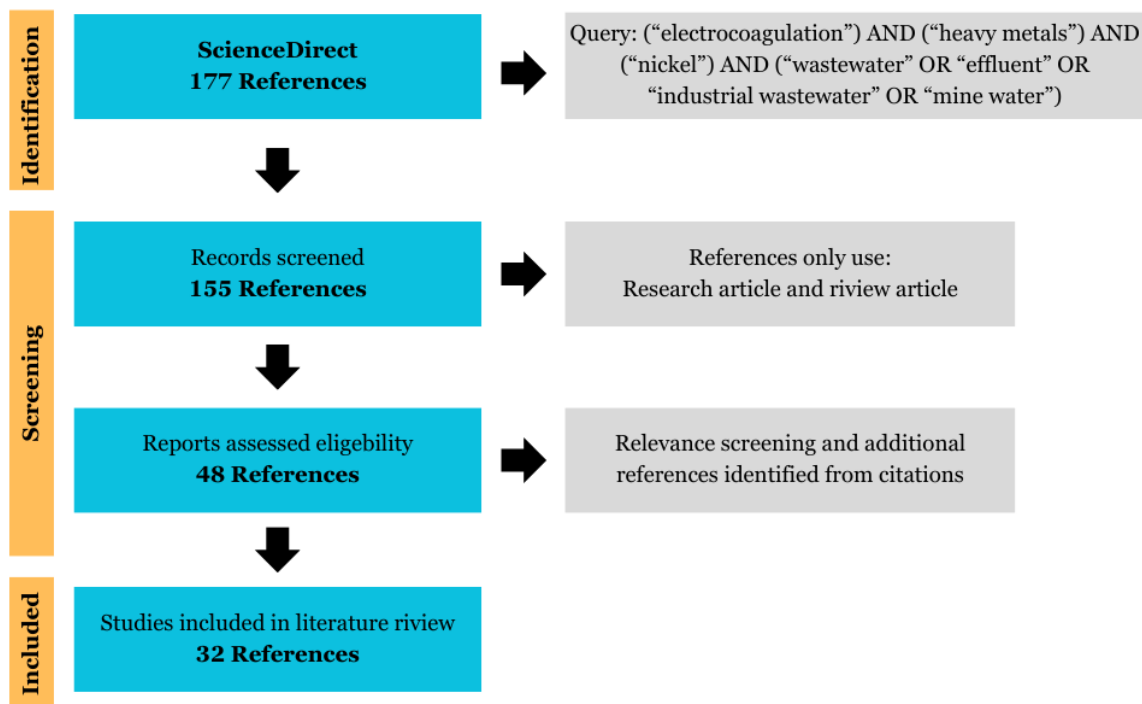 Identification
ScienceDirect
177 References
Query: (“electrocoagulation”) AND (“heavy metals”) AND
(“nickel”) AND (“wastewater” OR “effluent” OR
“industrial wastewater” OR “mine water”)
Screening
Records screened
155 References
References only use:
Research article and riview article
Reports assessed eligebility
48 References
Relevance screening and additional
references identified from citations
Included
Studies included in literature riview
32 References